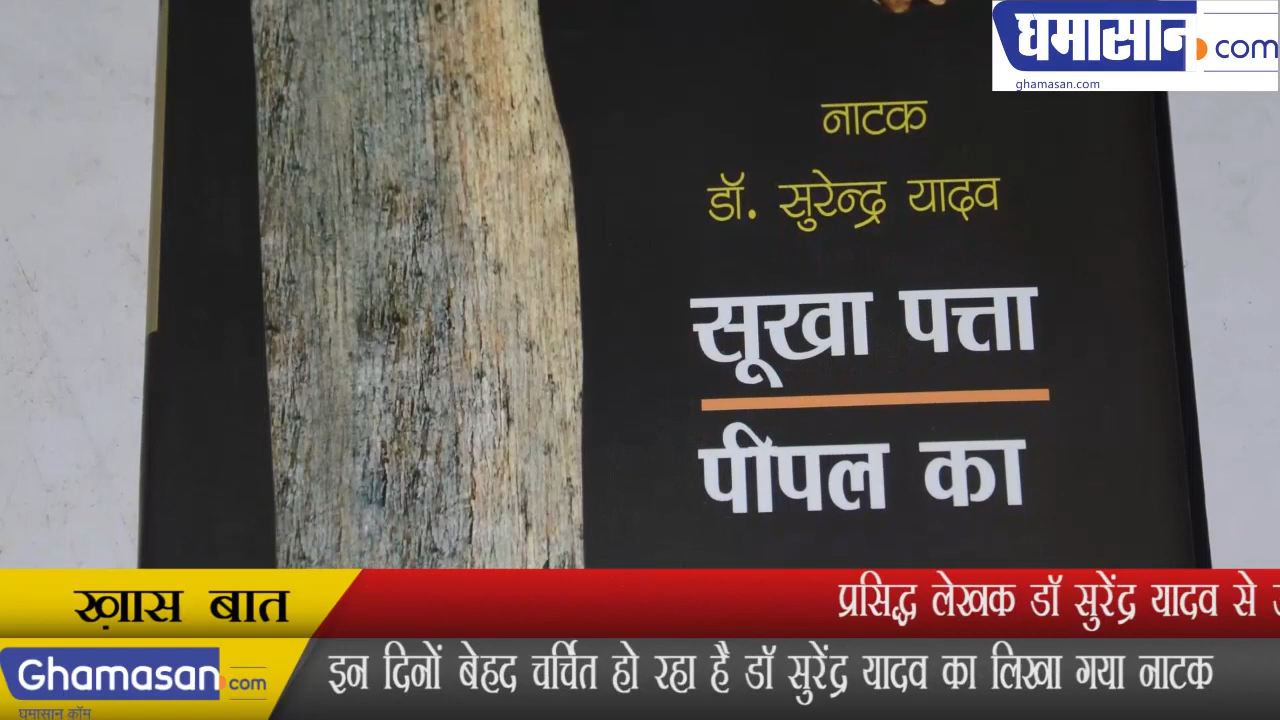 घमासान.com
ghamasan.com
नाटक
डॉ. सुरेन्द्र यादव
सूखा पत्ता
पीपल का
ख़ास बात
प्रसिद्ध लेखक डॉ सुरेंद्र यादव से
Ghamasan.com
घमासान कॉम
इन दिनों बेहद चर्चित हो रहा है डॉ सुरेंद्र यादव का लिखा गया नाटक